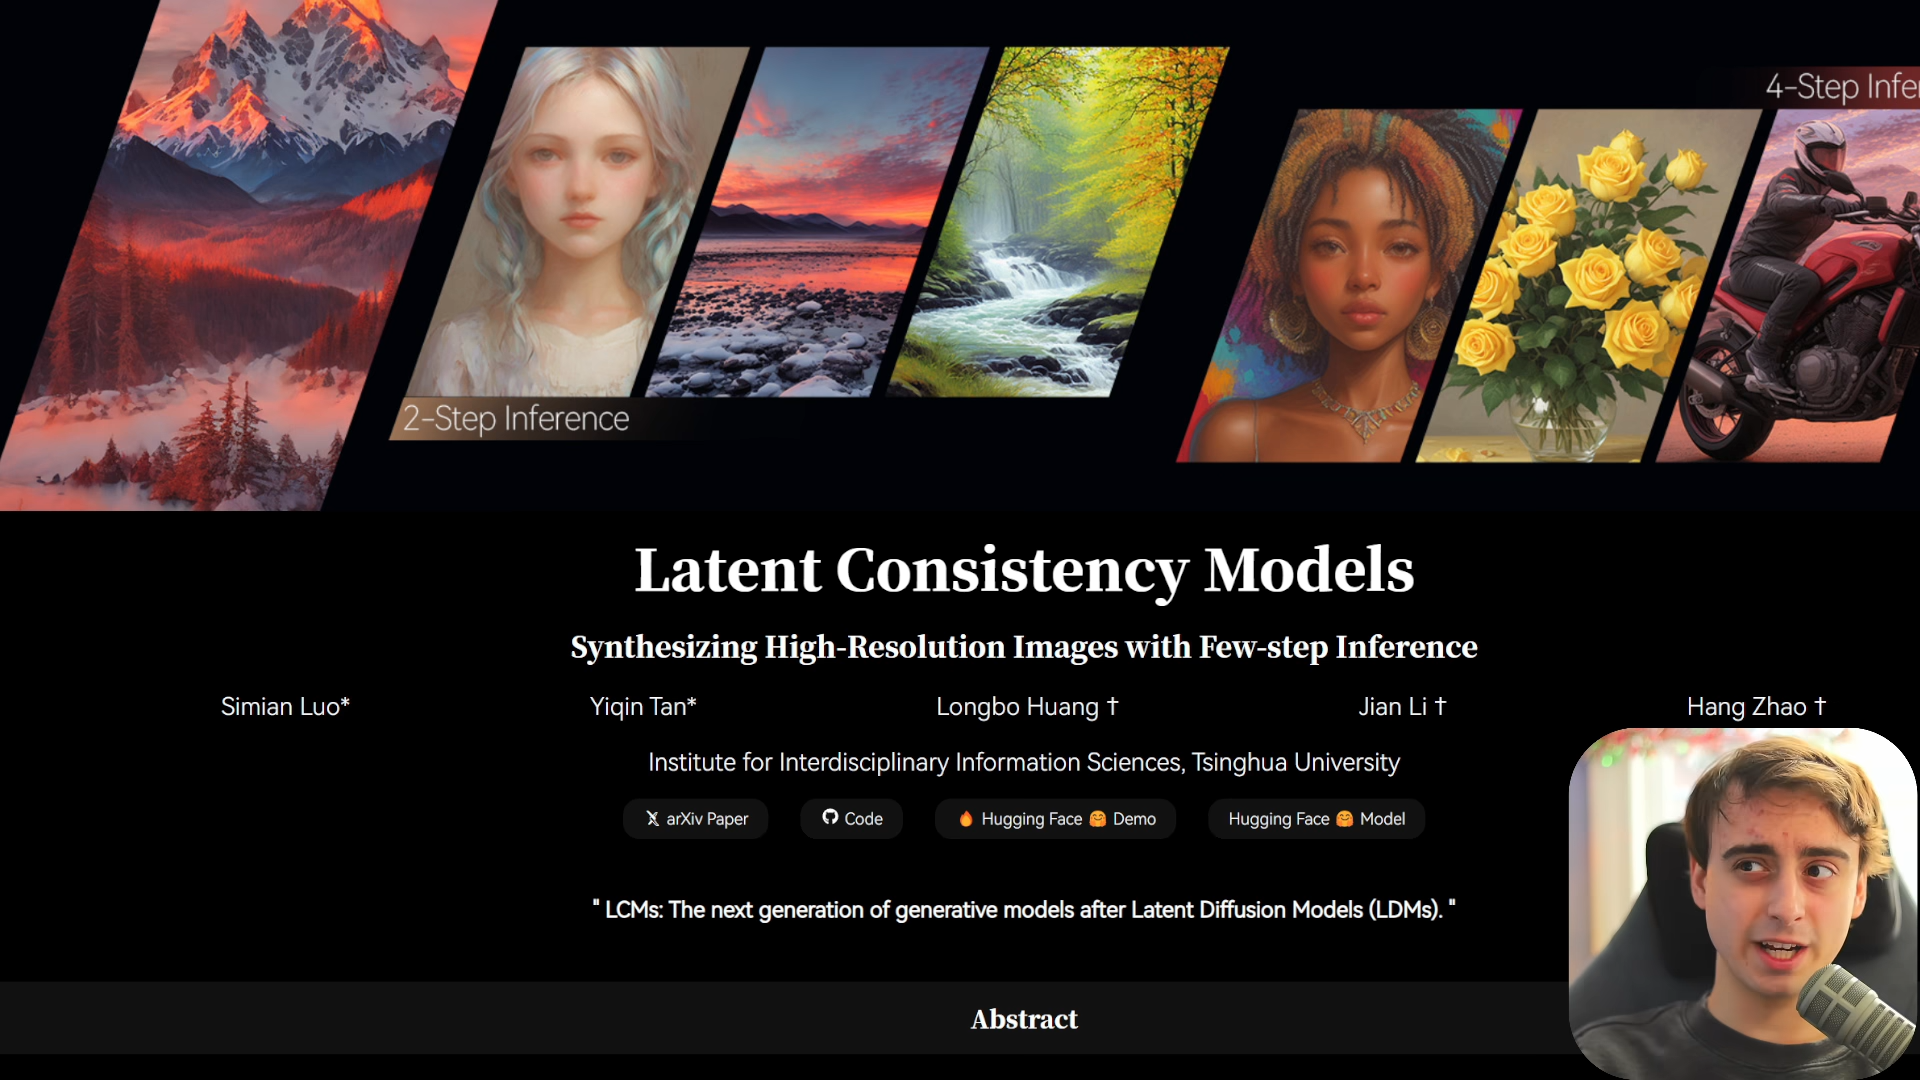 4-Step Infe
2-Step Inference
Latent Consistency Models
Synthesizing High-Resolution Images with Few-step Inference
Simian Luo* Yiqin Tan* Longbo Huang † Jian Li † Hang Zhao †
Institute for Interdisciplinary Information Sciences, Tsinghua University
arXiv Paper Code Hugging Face 🤗 Demo Hugging Face 🤗 Model
" LCMs: The next generation of generative models after Latent Diffusion Models (LDMs). "
Abstract